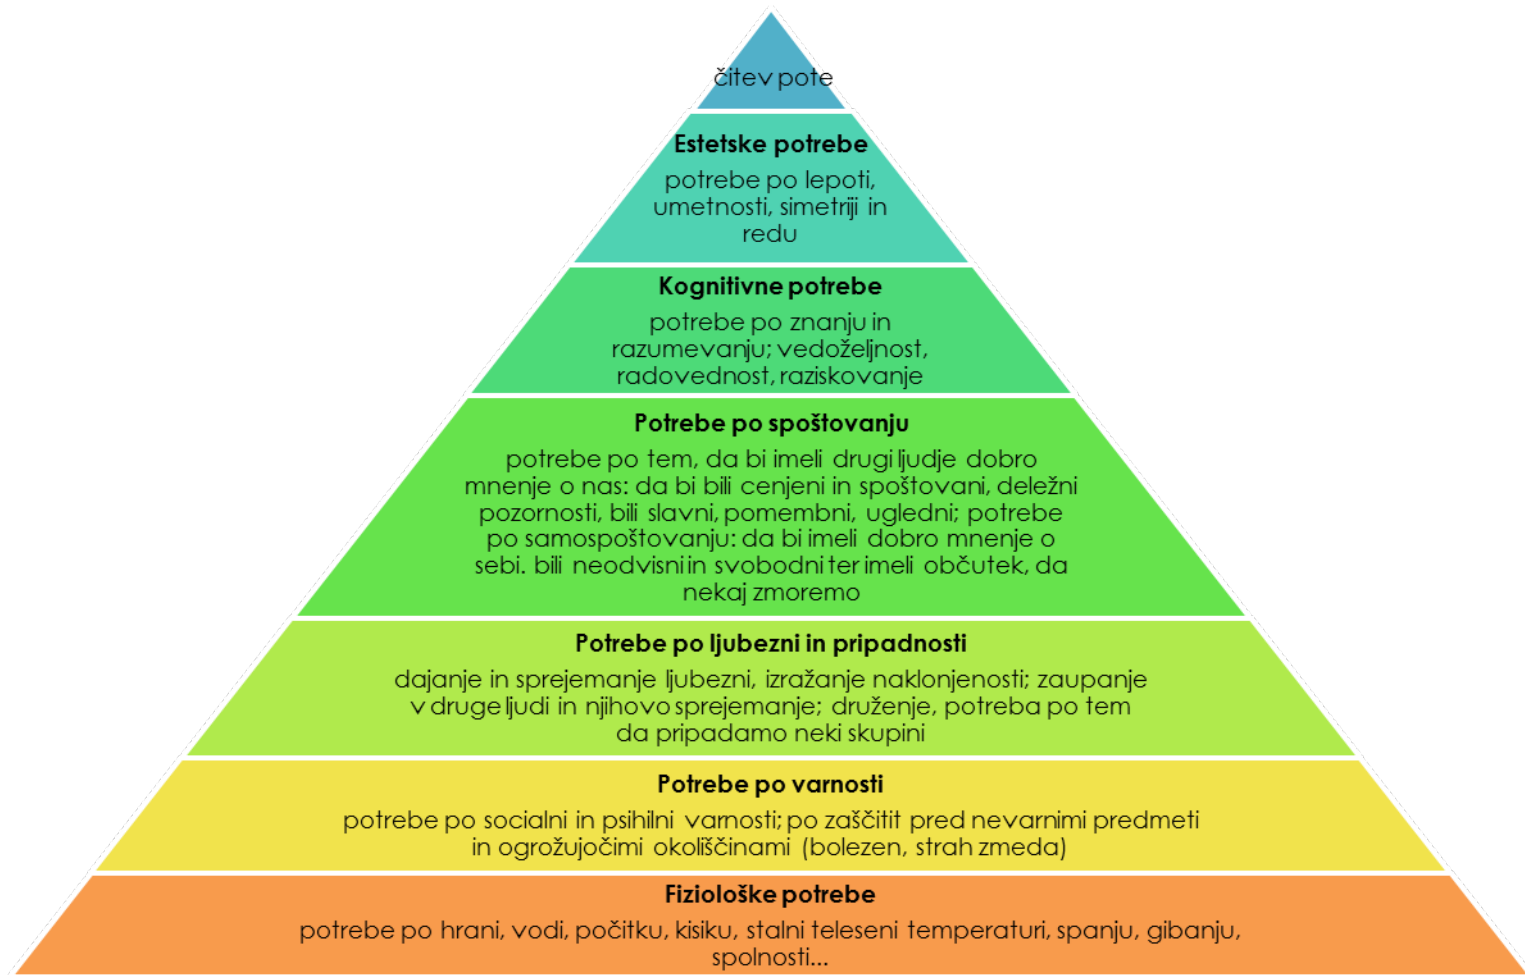 čitev pote
Estetske potrebe
potrebe po lepoti,
umetnosti, simetriji in
redu
Kognitivne potrebe
potrebe po znanju in
razumevanju; vedoželjnost,
radovednost, raziskovanje
Potrebe po spoštovanju
potrebe po tem, da bi imeli drugi ljudje dobro
mnenje o nas: da bi bili cenjeni in spoštovani, deležni
pozornosti, bili slavni, pomembni, ugledni; potrebe
po samospoštovanju: da bi imeli dobro mnenje o
sebi. bili neodvisni in svobodni ter imeli občutek, da
nekaj zmoremo
Potrebe po ljubezni in pripadnosti
dajanje in sprejemanje ljubezni, izražanje naklonjenosti; zaupanje
v druge ljudi in njihovo sprejemanje; druženje, potreba po tem
da pripadamo neki skupini
Potrebe po varnosti
potrebe po socialni in psihilni varnosti; po zaščitit pred nevarnimi predmeti
in ogrožujočimi okoliščinami (bolezen, strah zmeda)
Fiziološke potrebe
potrebe po hrani, vodi, počitku, kisiku, stalni teleseni temperaturi, spanju, gibanju,
spolnosti...